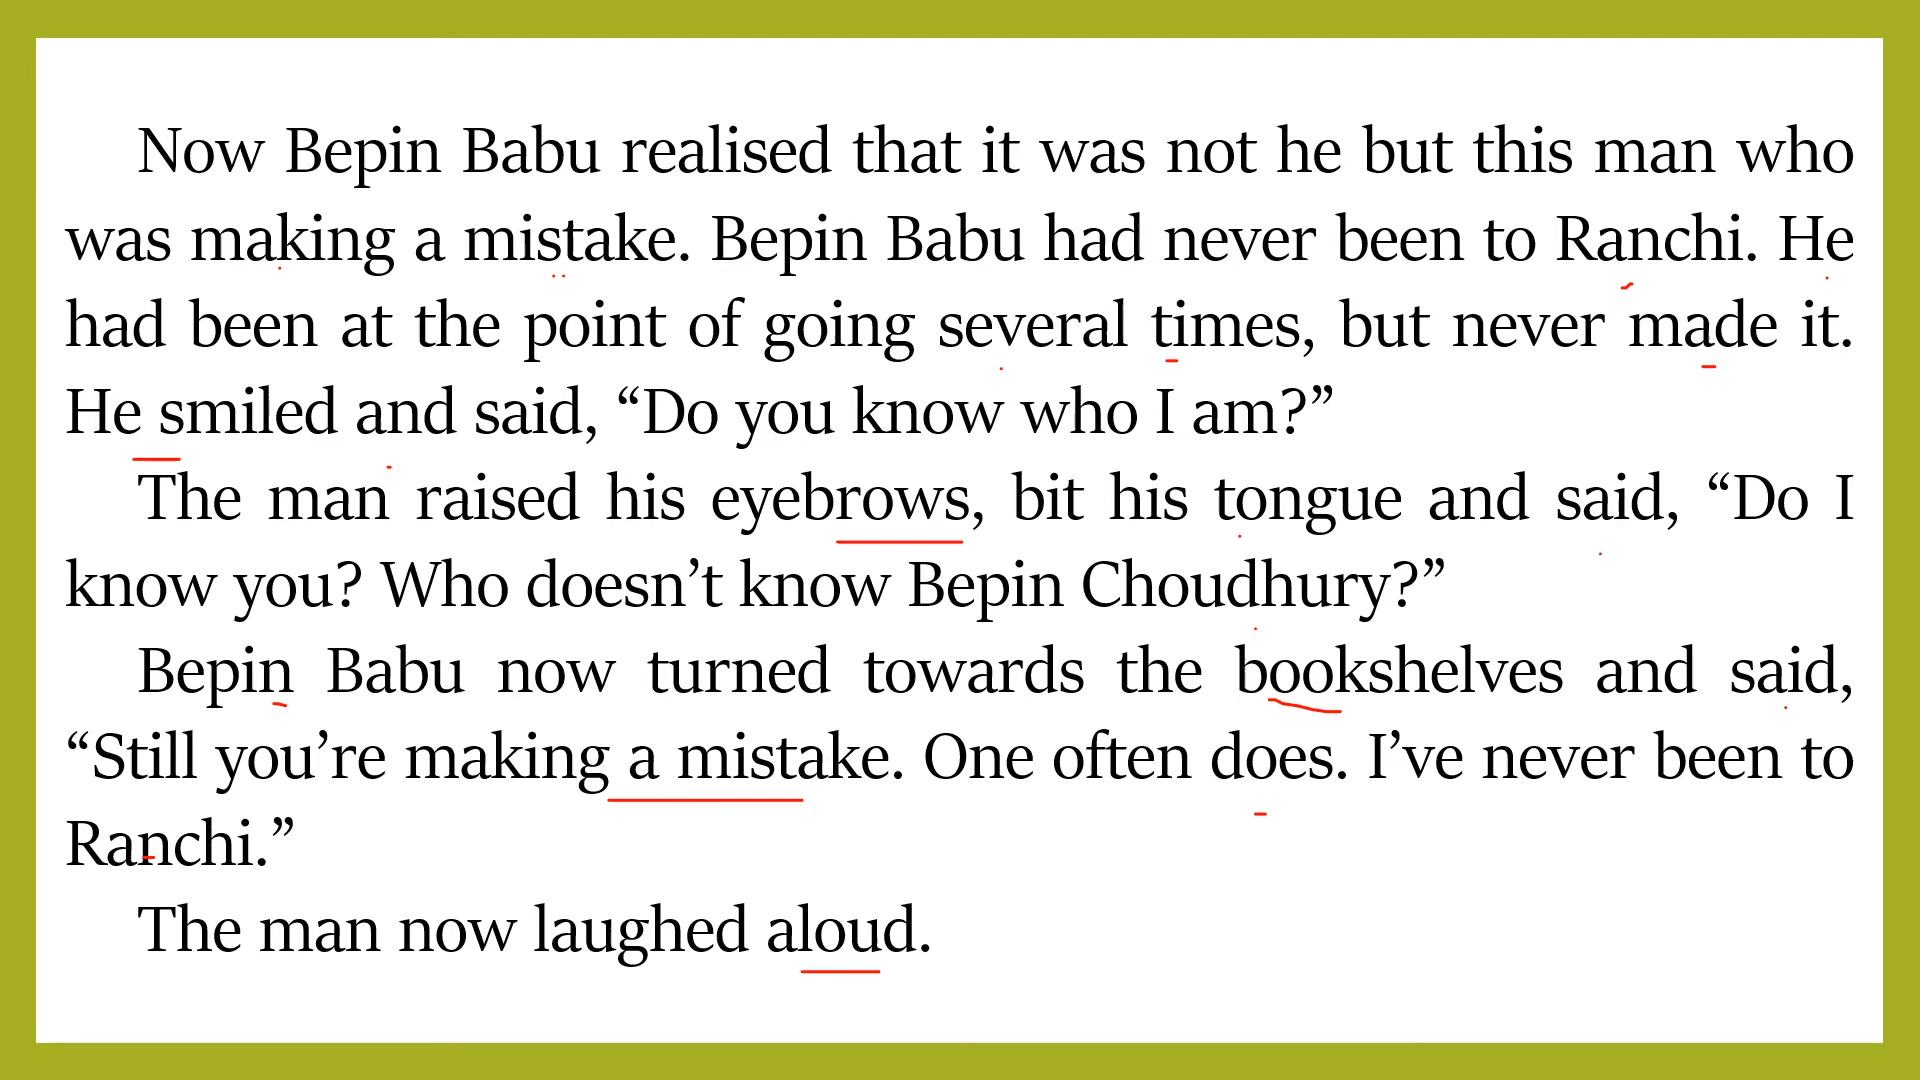 Now Bepin Babu realised that it was not he but this man who
was making a mistake. Bepin Babu had never been to Ranchi. He
had been at the point of going several times, but never made it.
He smiled and said, “Do you know who I am?”
The man raised his eyebrows, bit his tongue and said, “Do I
know you? Who doesn’t know Bepin Choudhury?”
Bepin Babu now turned towards the bookshelves and said,
“Still you’re making a mistake. One often does. I’ve never been to
Ranchi.”
The man now laughed aloud.